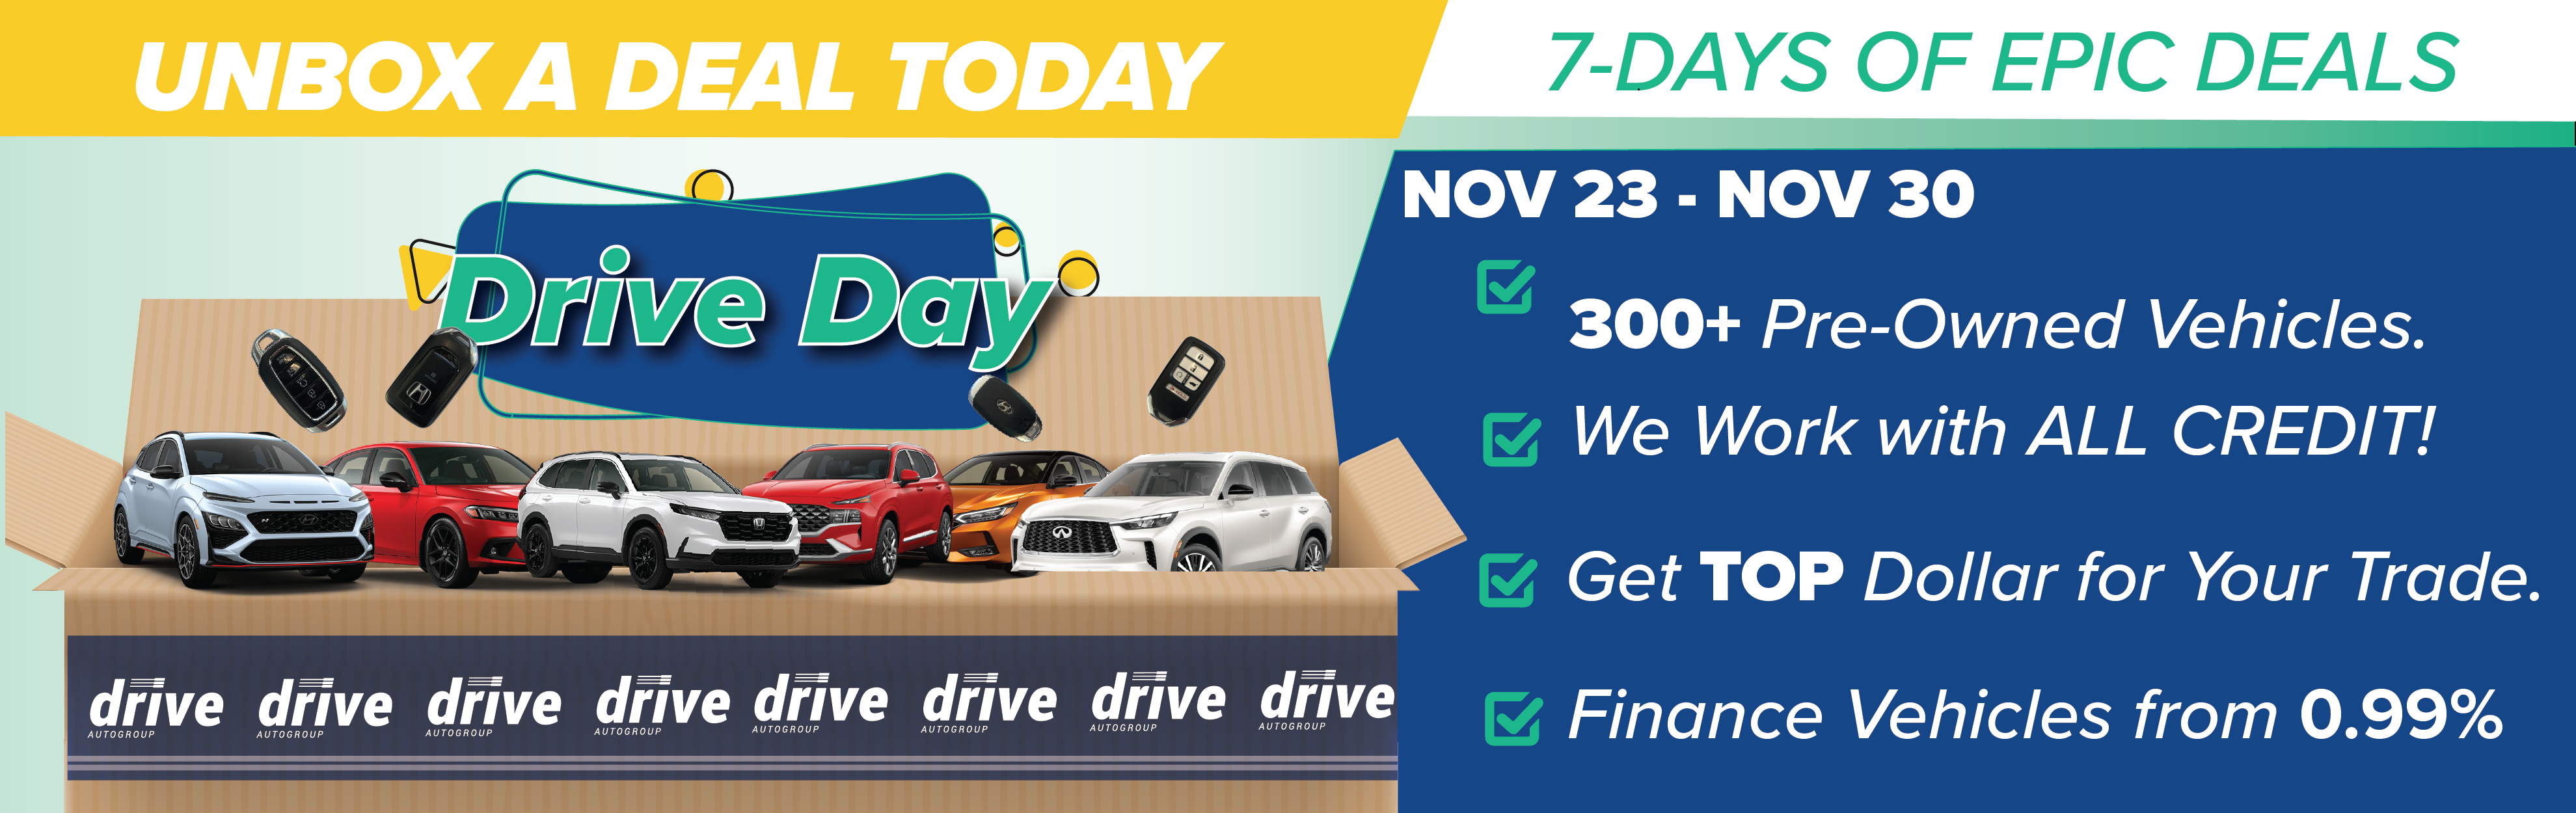 UNBOX A DEAL TODAY
7-DAYS OF EPIC DEALS
Drive Day
NOV 23 - NOV 30
300+ Pre-Owned Vehicles.
We Work with ALL CREDIT!
Get TOP Dollar for Your Trade.
Finance Vehicles from 0.99%
drive drive drive drive drive drive drive drive
AUTOGROUP AUTOGROUP AUTOGROUP AUTOGROUP AUTOGROUP AUTOGROUP AUTOGROUP AUTOGROUP